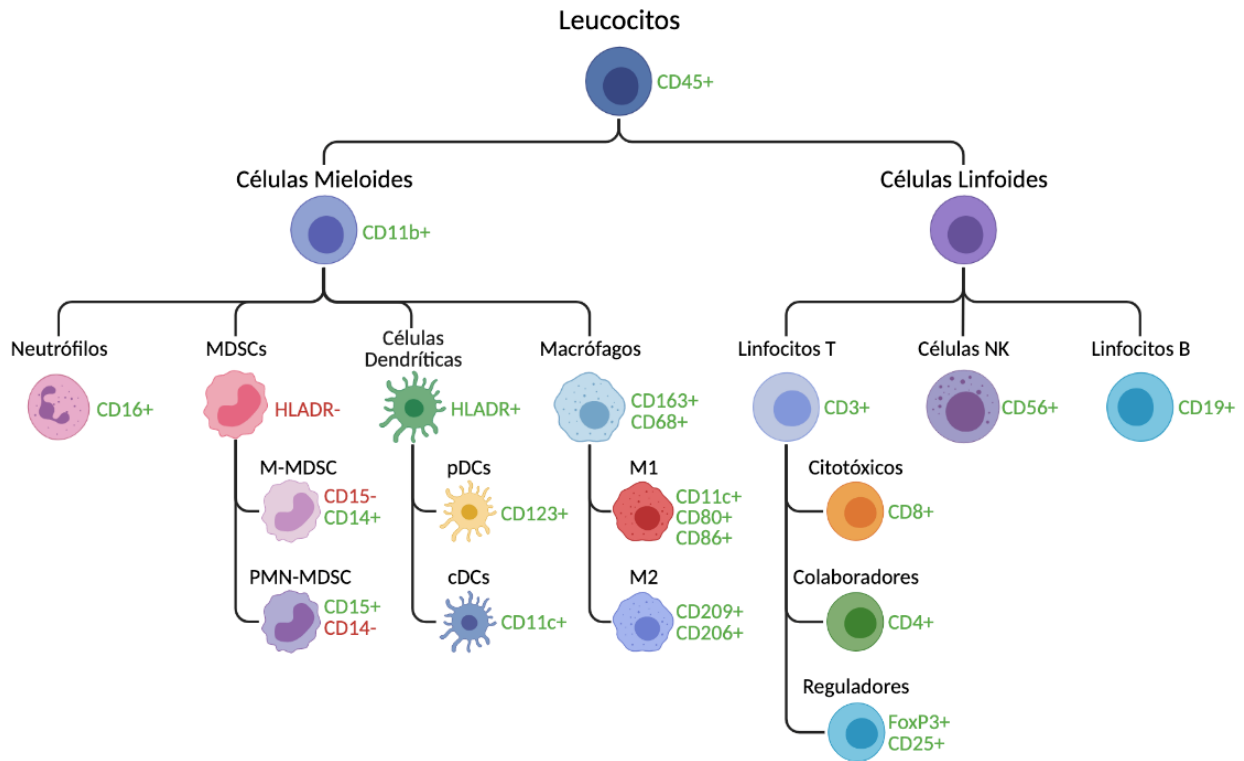 Leucocitos
CD45+
Células Mieloides
CD11b+
Células Linfoides
Neutrófilos
CD16+
MDSCs
HLADR-
Células
Dendríticas
HLADR+
Macrófagos
CD163+
CD68+
Linfocitos T
CD3+
Células NK
CD56+
Linfocitos B
CD19+
M-MDSC
CD15-
CD14+
pDCs
CD123+
M1
CD11c+
CD80+
CD86+
Citotóxicos
CD8+
PMN-MDSC
CD15+
CD14-
cDCs
CD11c+
M2
CD209+
CD206+
Colaboradores
CD4+
Reguladores
FoxP3+
CD25+